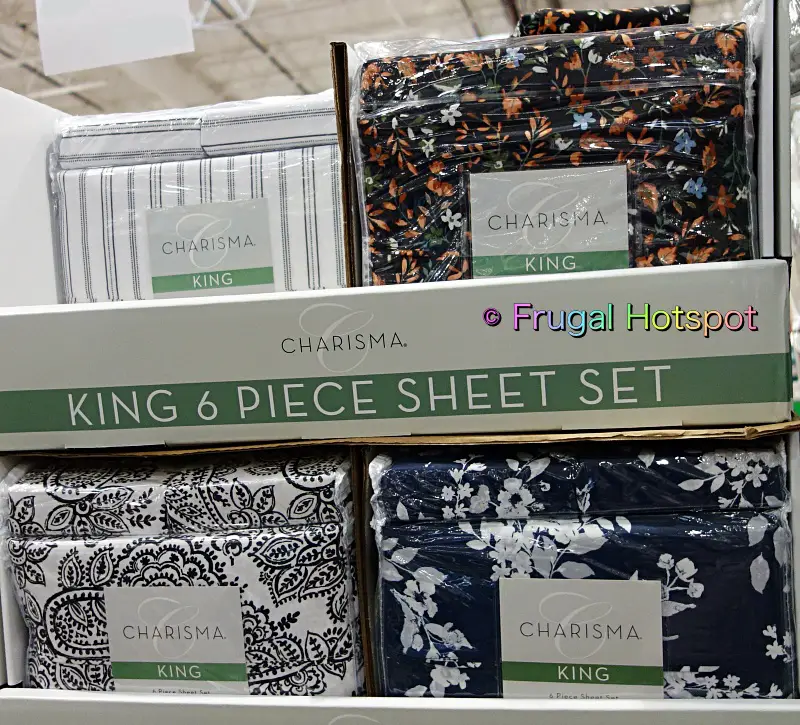 CHARISMA
KING
CHARISMA
KING
© Frugal Hotspot
CHARISMA®
KING 6 PIECE SHEET SET
CHARISMA
KING
6 Piece Sheet Set
CHARISMA
KING
6 Piece Sheet Set